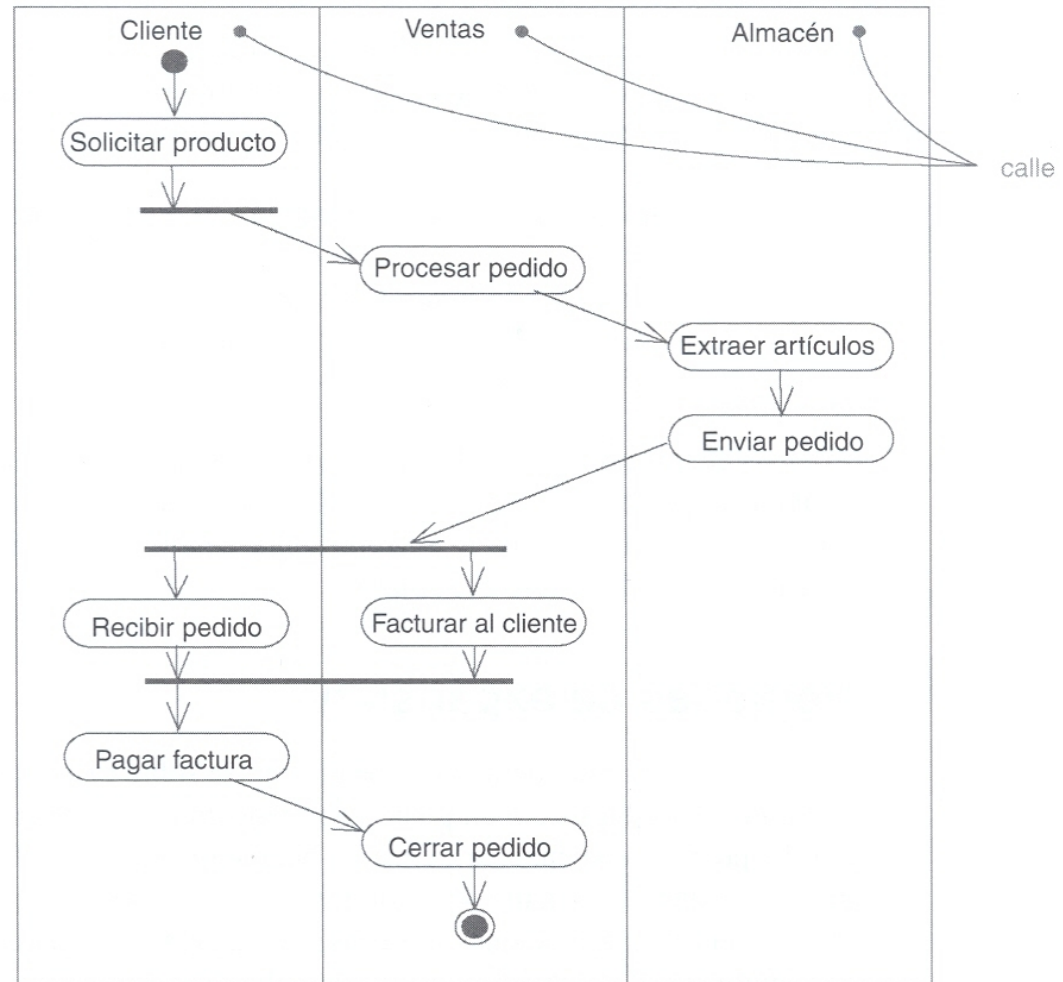 Cliente
Ventas
Almacén
Solicitar producto
calle
Procesar pedido
Extraer artículos
Enviar pedido
Recibir pedido
Facturar al cliente
Pagar factura
Cerrar pedido